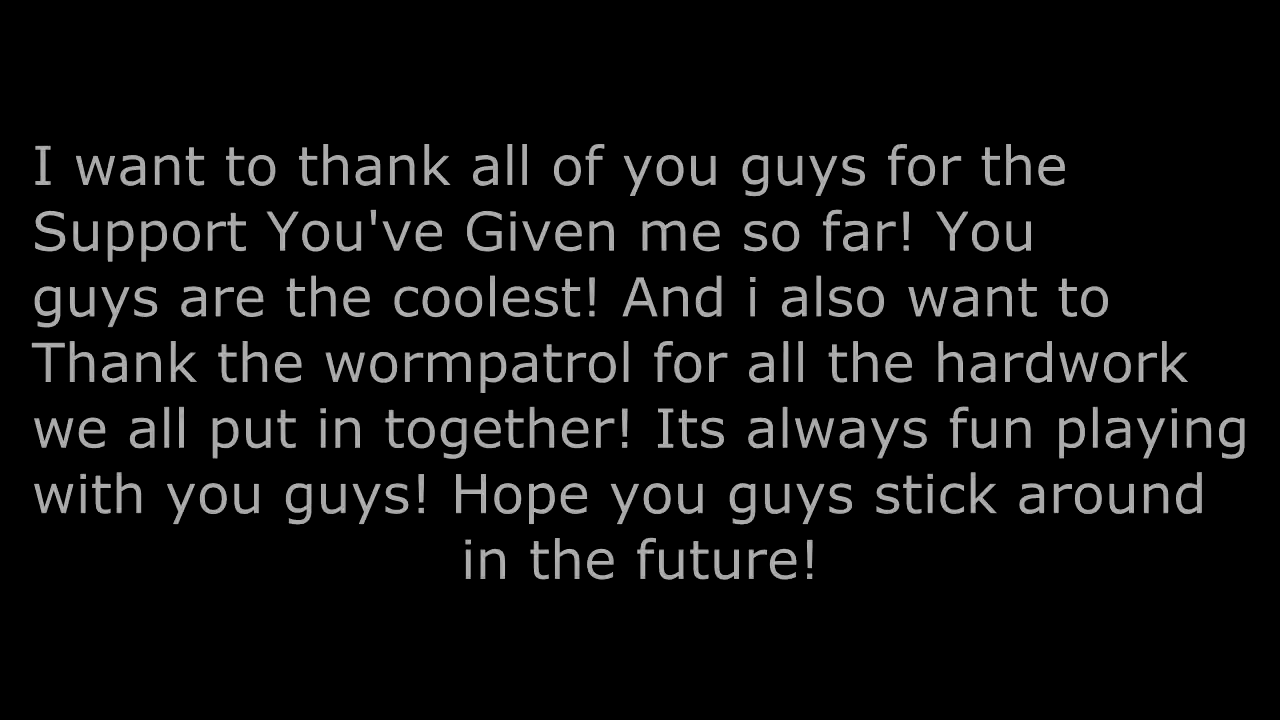 I want to thank all of you guys for the
Support You've Given me so far! You
guys are the coolest! And i also want to
Thank the wormpatrol for all the hardwork
we all put in together! Its always fun playing
with you guys! Hope you guys stick around
in the future!